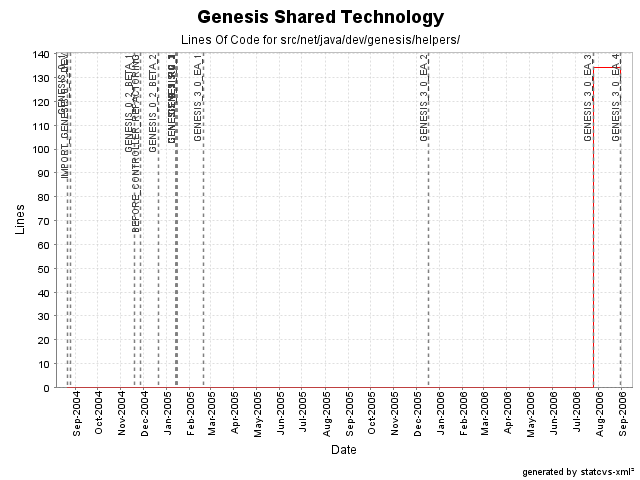 Genesis Shared Technology
Lines Of Code for src/net/java/dev/genesis/helpers/
Lines
140
130
120
110
100
90
80
70
60
50
40
30
20
10
0
IMPORT_GENESIS_0_2_DEV
GENESIS_0_2_BETA_1
BEFORE_CONTROLLER_REFACTORING
GENESIS_0_2_BETA_2
GENESIS_3_0_EA_1
GENESIS_3_0_EA_2
GENESIS_3_0_EA_3
GENESIS_3_0_EA_4
Sep-2004
Oct-2004
Nov-2004
Dec-2004
Jan-2005
Feb-2005
Mar-2005
Apr-2005
May-2005
Jun-2005
Jul-2005
Aug-2005
Sep-2005
Oct-2005
Nov-2005
Dec-2005
Jan-2006
Feb-2006
Mar-2006
Apr-2006
May-2006
Jun-2006
Jul-2006
Aug-2006
Sep-2006
Date
generated by statcvs-xml²